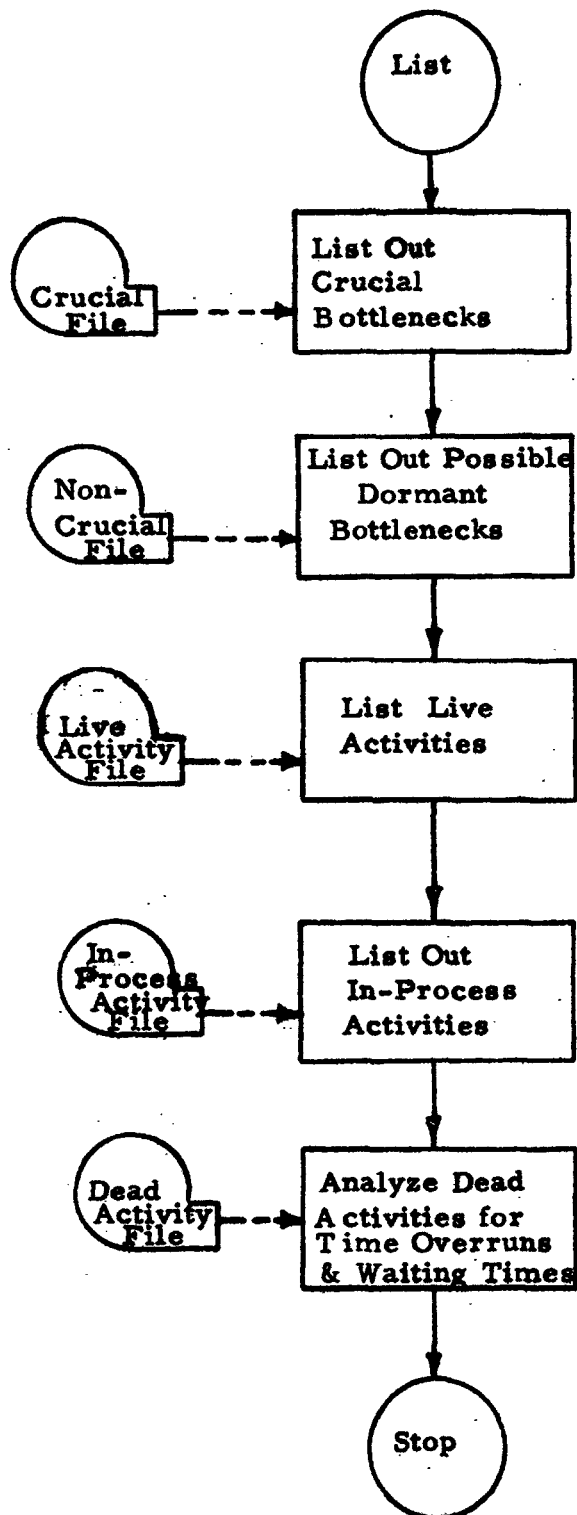 List
List Out
Crucial
Bottlenecks
Crucial
File
List Out Possible
Dormant
Bottlenecks
Non-
Crucial
File
List Live
Activities
Live
Activity
File
List Out
In-Process
Activities
In-
Process
Activity
File
Analyze Dead
Activities for
Time Overruns
& Waiting Times
Dead
Activity
File
Stop